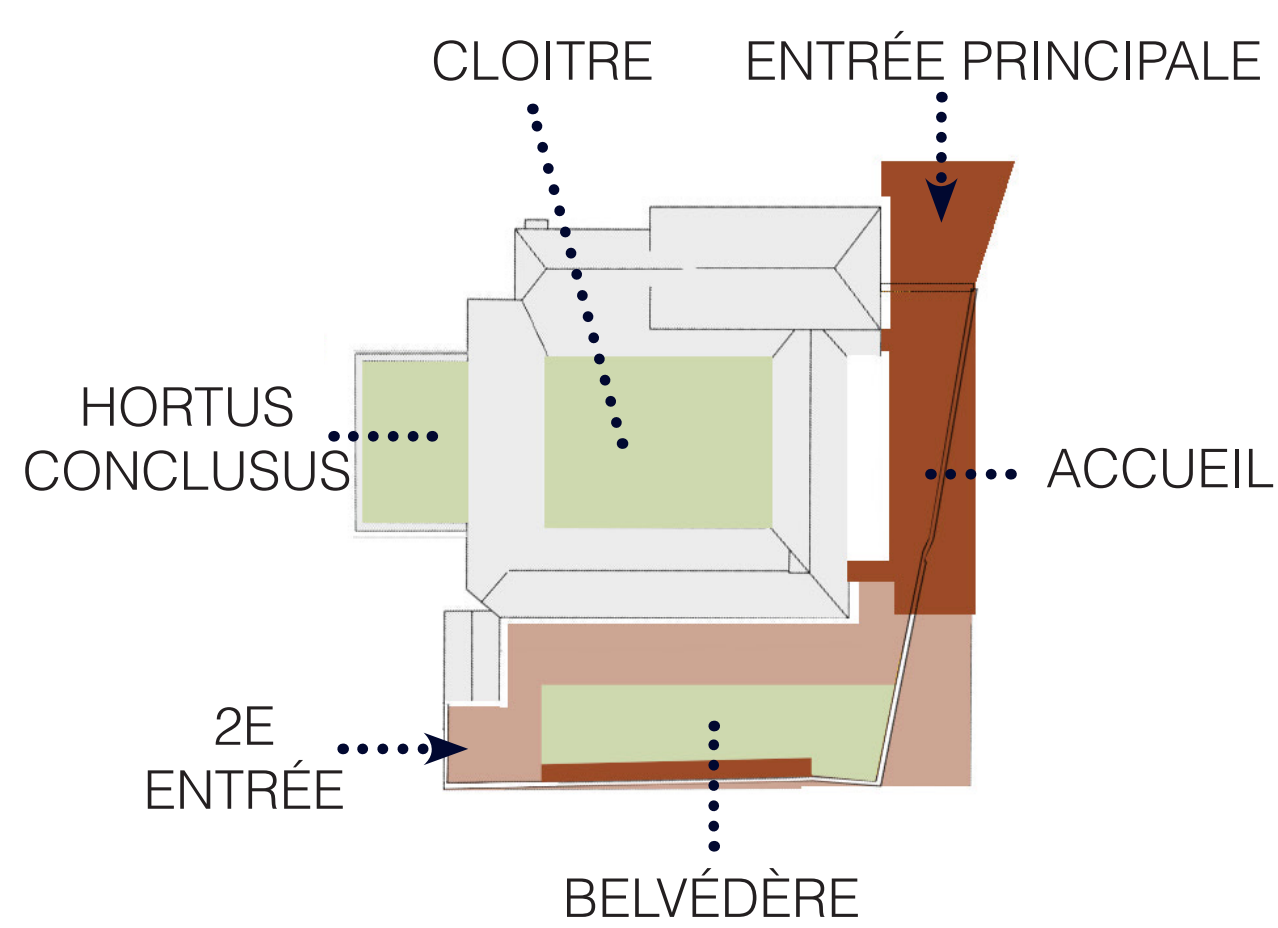 CLOITRE
ENTRÉE PRINCIPALE
HORTUS
CONCLUSUS
ACCUEIL
2E
ENTRÉE
BELVÉDÈRE